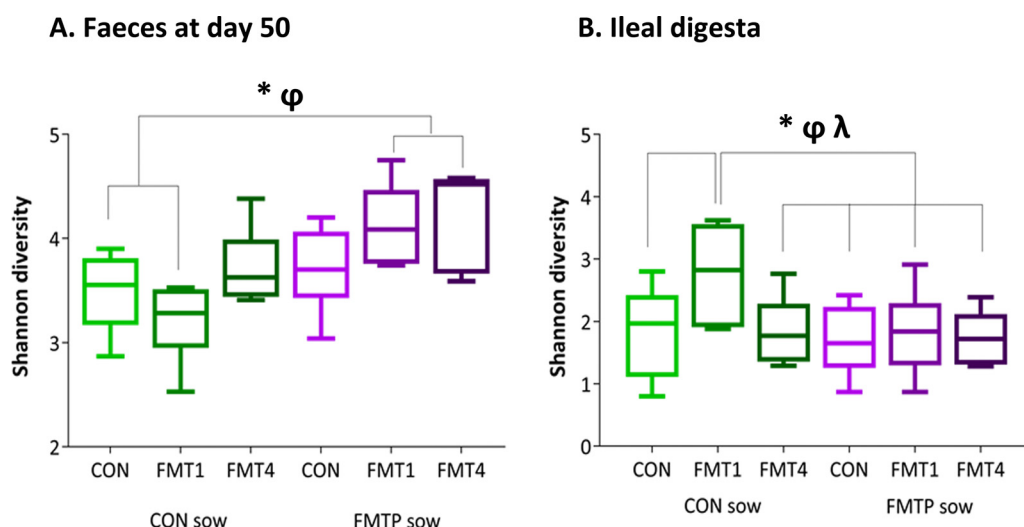 A. Faeces at day 50
* φ
5
4
3
2
Shannon diversity
CON FMT1 FMT4 CON FMT1 FMT4
CON sow FMTP sow
B. Ileal digesta
* φ λ
5
4
3
2
1
0
Shannon diversity
CON FMT1 FMT4 CON FMT1 FMT4
CON sow FMTP sow